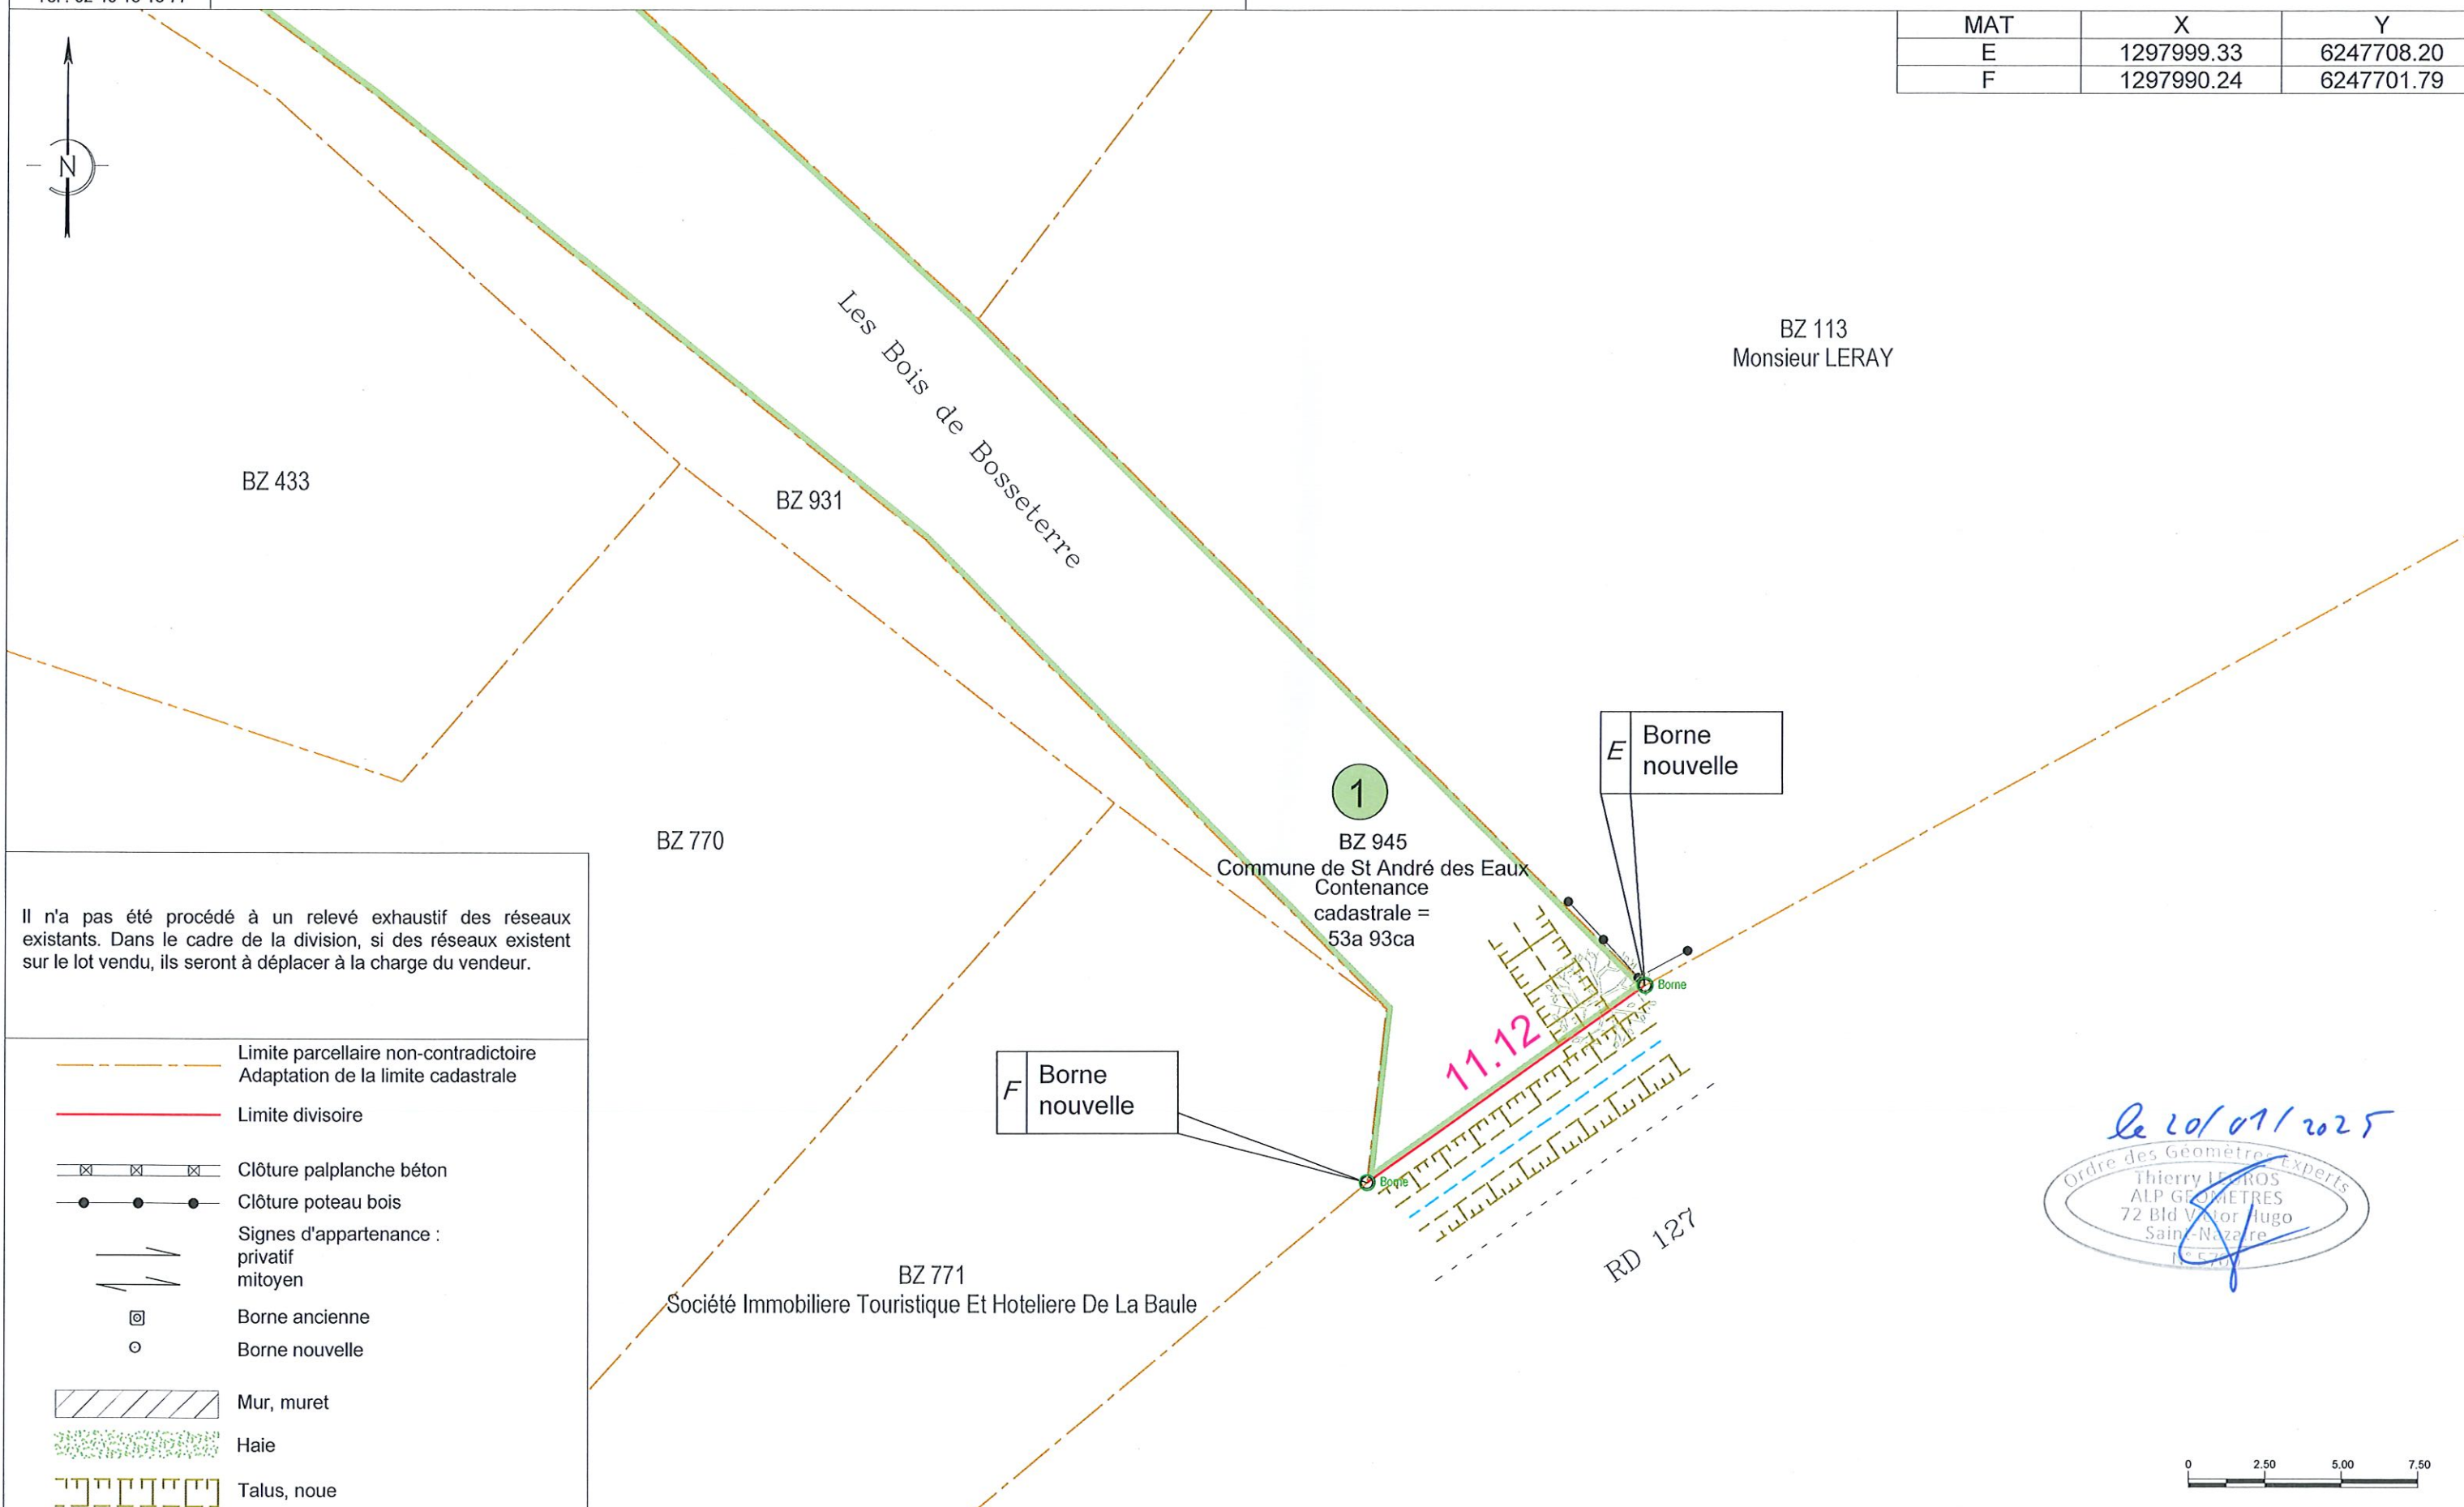 MAT X Y
E 1297999.33 6247708.20
F 1297990.24 6247701.79
N
Les Bois de Bosseterre
BZ 113
Monsieur LERAY
BZ 433
BZ 931
E Borne
nouvelle
1
BZ 945
Commune de St André des Eaux
Contenance
cadastrale =
53a 93ca
BZ 770
Il n'a pas été procédé à un relevé exhaustif des réseaux
existants. Dans le cadre de la division, si des réseaux existent
sur le lot vendu, ils seront à déplacer à la charge du vendeur.
Borne
11.12
F Borne
nouvelle
Borne
RD 127
BZ 771
Société Immobiliere Touristique Et Hoteliere De La Baule
Limite parcellaire non-contradictoire
Adaptation de la limite cadastrale
Limite divisoire
Clôture palplanche béton
Clôture poteau bois
Signes d'appartenance :
privatif
mitoyen
Borne ancienne
Borne nouvelle
Mur, muret
Haie
Talus, noue
le 20/01/2025
Ordre des Géomètres Experts
Thierry
ALP GEOMETRES
72 Bld Victor Hugo
Saint-Nazaire
0 2.50 5.00 7.50